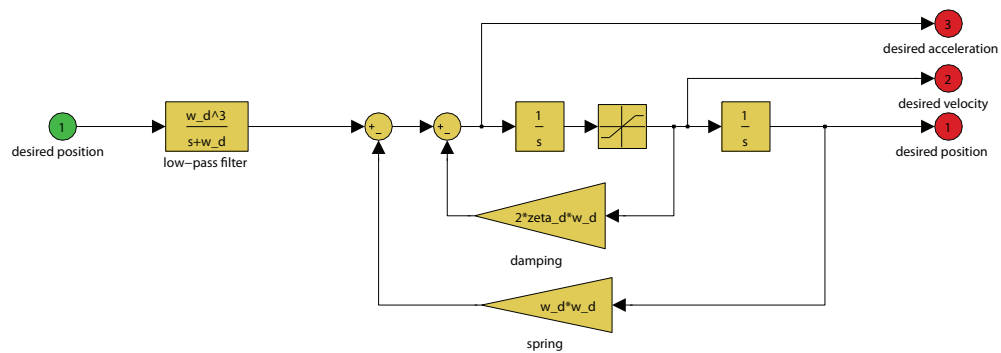 3
desired acceleration
2
desired velocity
1
desired position
w_d^3
s+w_d
low−pass filter
+
−
+
−
1
s
1
s
1
desired position
2*zeta_d*w_d
damping
w_d*w_d
spring